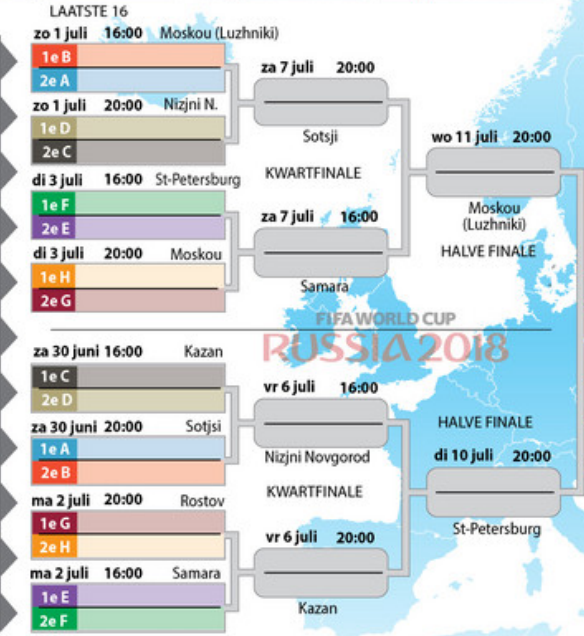 LAATSTE 16
zo 1 juli 16:00 Moskou (Luzhniki)
1e B
2e A
zo 1 juli 20:00 Nizjni N.
1e D
2e C
di 3 juli 16:00 St-Petersburg
1e F
2e E
di 3 juli 20:00 Moskou
1e H
2e G
za 7 juli 20:00
Sotsji
KWARTFINALE
za 7 juli 16:00
Samara
wo 11 juli 20:00
Moskou
(Luzhniki)
HALVE FINALE
FIFA WORLD CUP
RUSSIA 2018
za 30 juni 16:00 Kazan
1e C
2e D
za 30 juni 20:00 Sotjsi
1e A
2e B
ma 2 juli 20:00 Rostov
1e G
2e H
ma 2 juli 16:00 Samara
1e E
2e F
vr 6 juli 16:00
Nizjni Novgorod
KWARTFINALE
vr 6 juli 20:00
Kazan
HALVE FINALE
di 10 juli 20:00
St-Petersburg